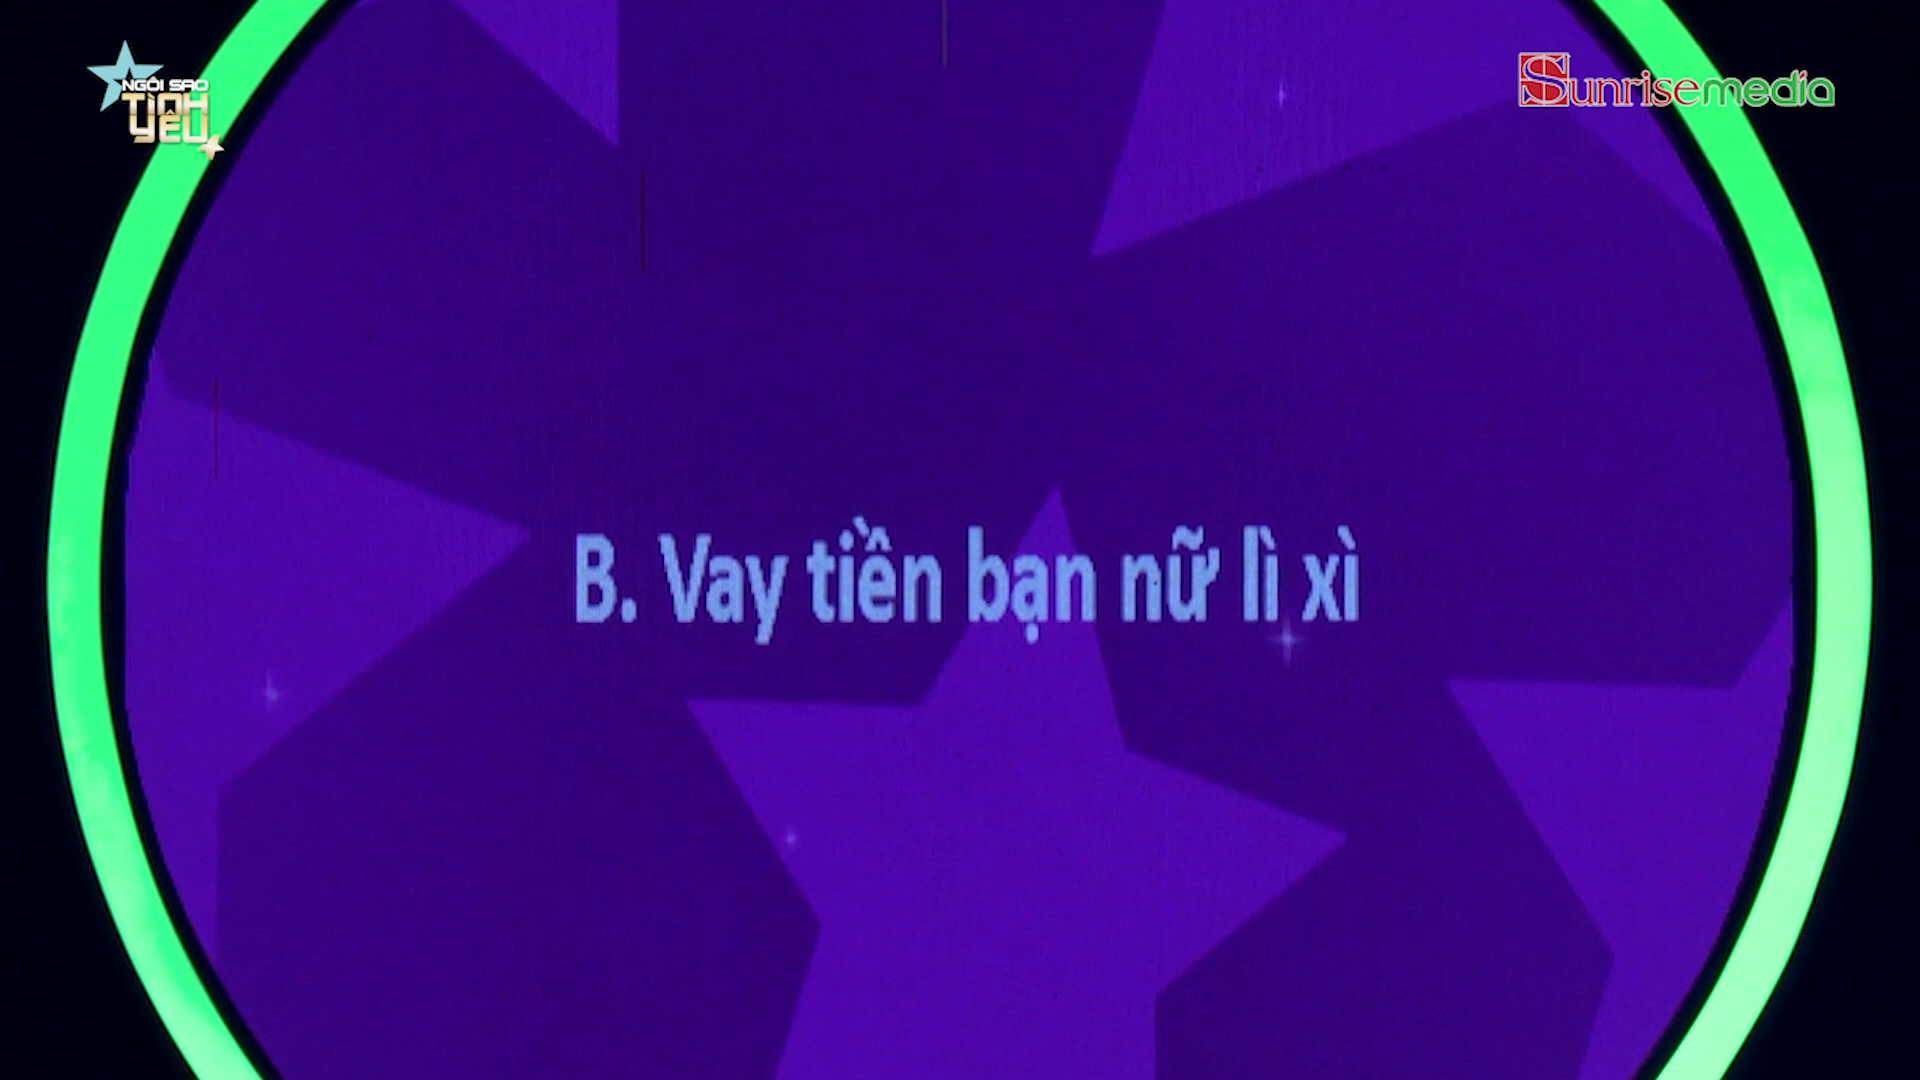 NGÔI SAO
TÌNH
YÊU
Sunrisemedia
B. Vay tiền bạn nữ lì xì